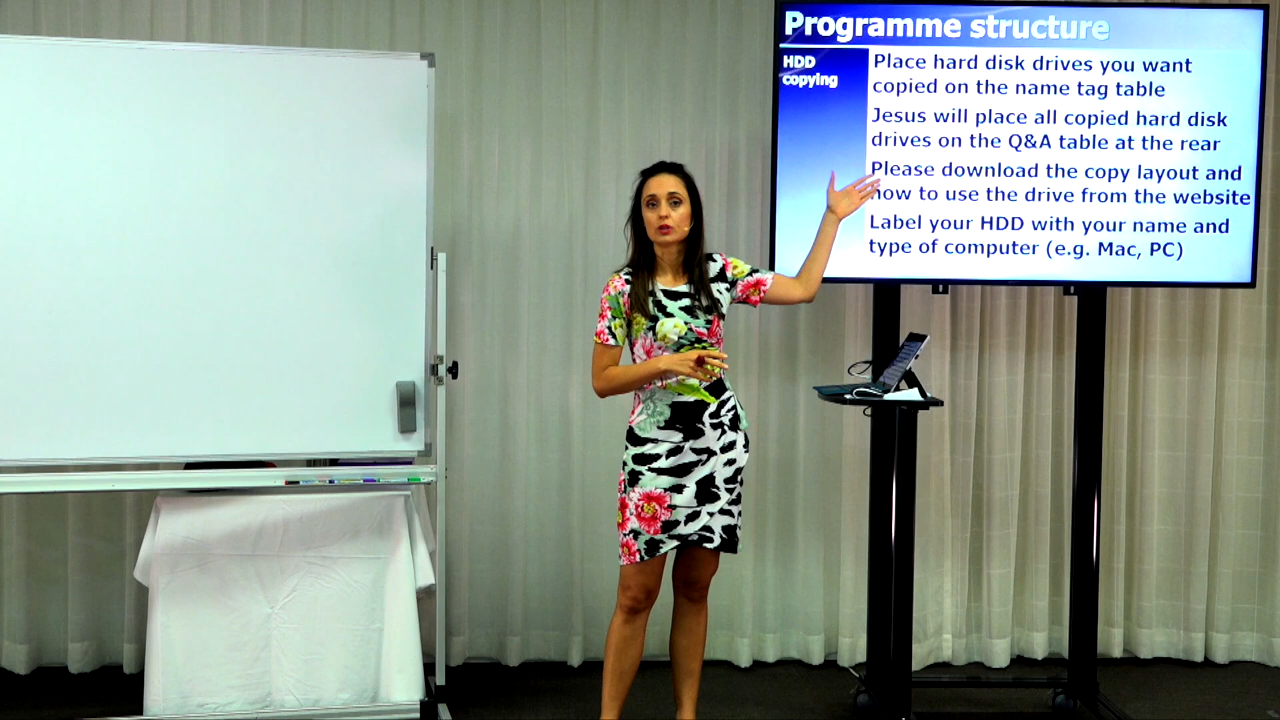 Programme structure
HDD
copying
Place hard disk drives you want
copied on the name tag table
Jesus will place all copied hard disk
drives on the Q&A table at the rear
Please download the copy layout and
how to use the drive from the website
Label your HDD with your name and
type of computer (e.g. Mac, PC)